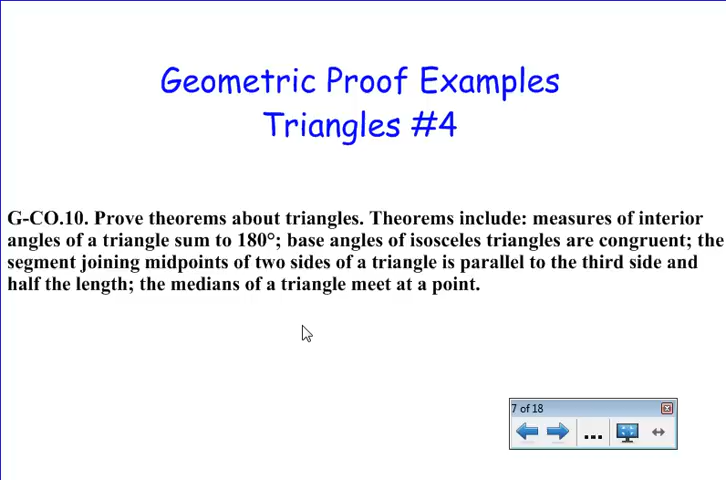 Geometric Proof Examples
Triangles #4
G-CO.10. Prove theorems about triangles. Theorems include: measures of interior
angles of a triangle sum to 180°; base angles of isosceles triangles are congruent; the
segment joining midpoints of two sides of a triangle is parallel to the third side and
half the length; the medians of a triangle meet at a point.
7 of 18
...